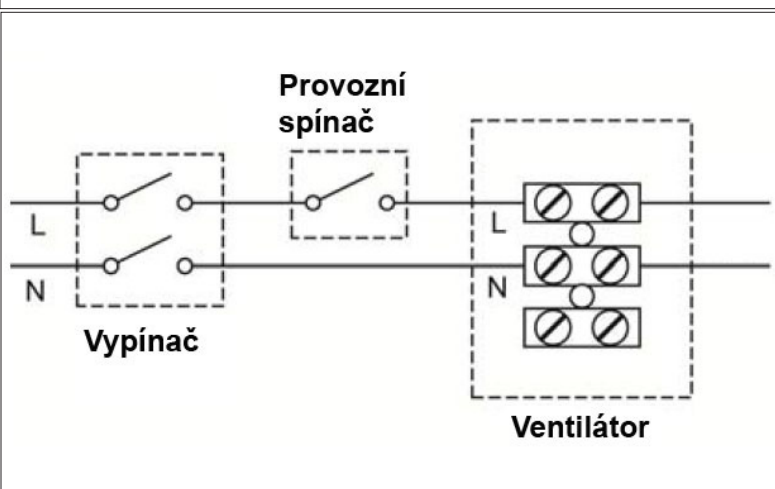 Provozní
spínač
L
L
N
N
Vypínač
Ventilátor